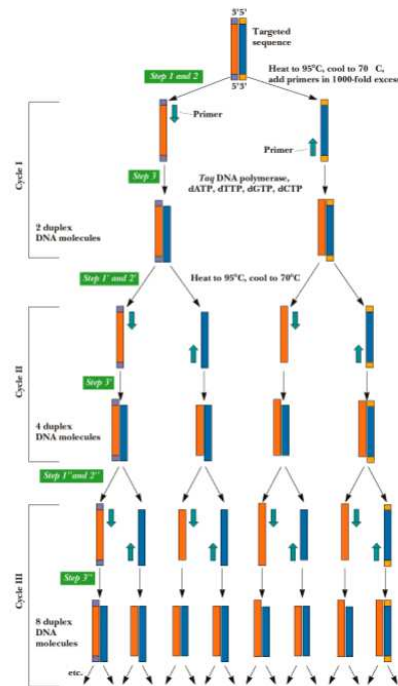 3'5'
Targeted
sequence
5'3'
Heat to 95°C, cool to 70 C,
add primers in 1000-fold excess
Step 1 and 2
Primer
Primer
Cycle I
Step 3
Taq DNA polymerase,
dATP, dTTP, dGTP, dCTP
2 duplex
DNA molecules
Step 1' and 2'
Heat to 95°C, cool to 70°C
Cycle II
Step 3'
4 duplex
DNA molecules
Step 1" and 2"
Cycle III
Step 3"
8 duplex
DNA
molecules
etc.